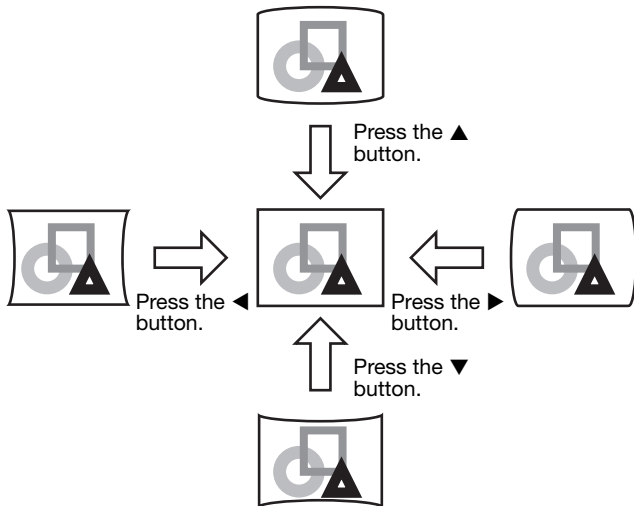 Press the ▲
button.
Press the ◀
button.
Press the ▶
button.
Press the ▼
button.